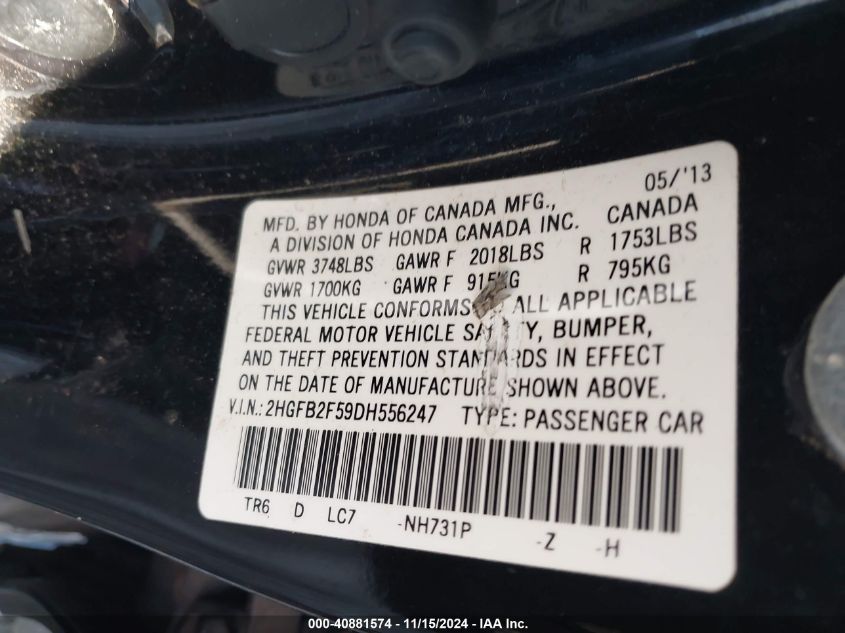 05/'13
MFD. BY HONDA OF CANADA MFG., CANADA
A DIVISION OF HONDA CANADA INC.
GVWR 3748LBS GAWR F 2018LBS R 1753LBS
GVWR 1700KG GAWR F 915KG R 795KG
THIS VEHICLE CONFORMS ALL APPLICABLE
FEDERAL MOTOR VEHICLE SAFETY, BUMPER,
AND THEFT PREVENTION STANDARDS IN EFFECT
ON THE DATE OF MANUFACTURE SHOWN ABOVE.
V.I.N.: 2HGFB2F59DH556247 TYPE: PASSENGER CAR
TR6 D LC7 -NH731P -Z -H
000-40881574 - 11/15/2024 - IAA Inc.